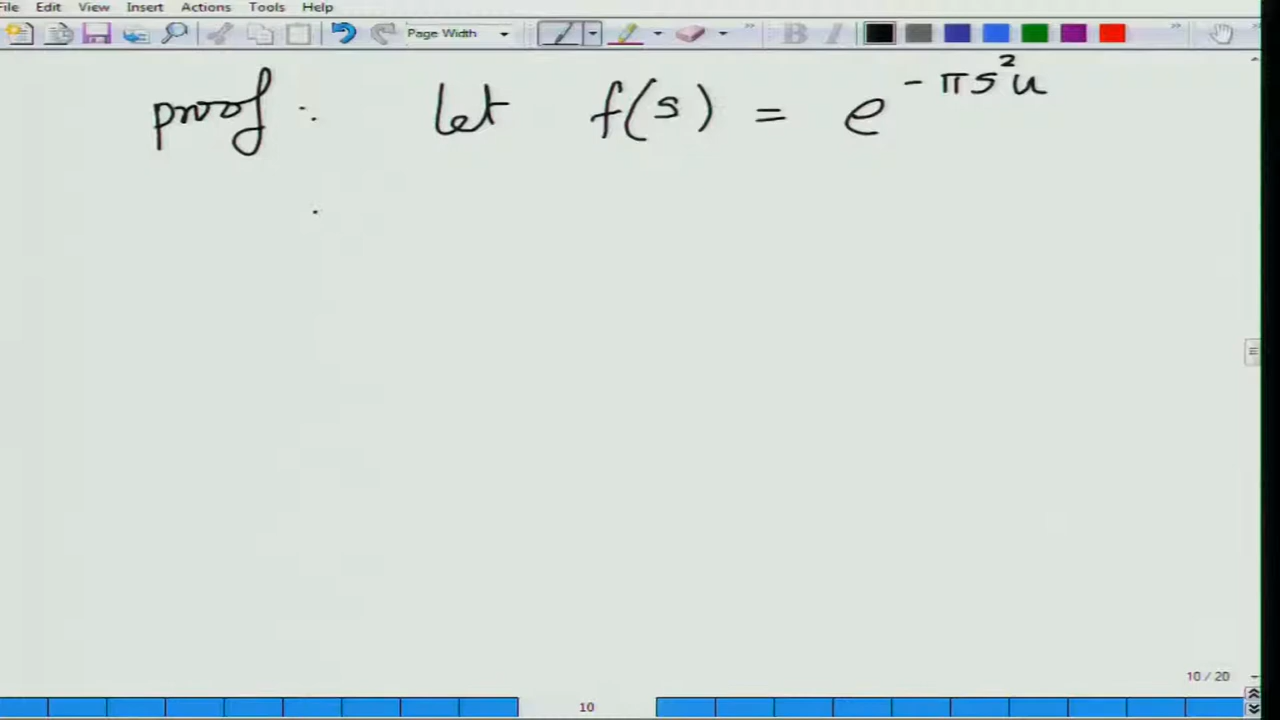 File Edit View Insert Actions Tools Help
Page Width
proof : let f(s) = e^{-πs²u}
10 / 20
10